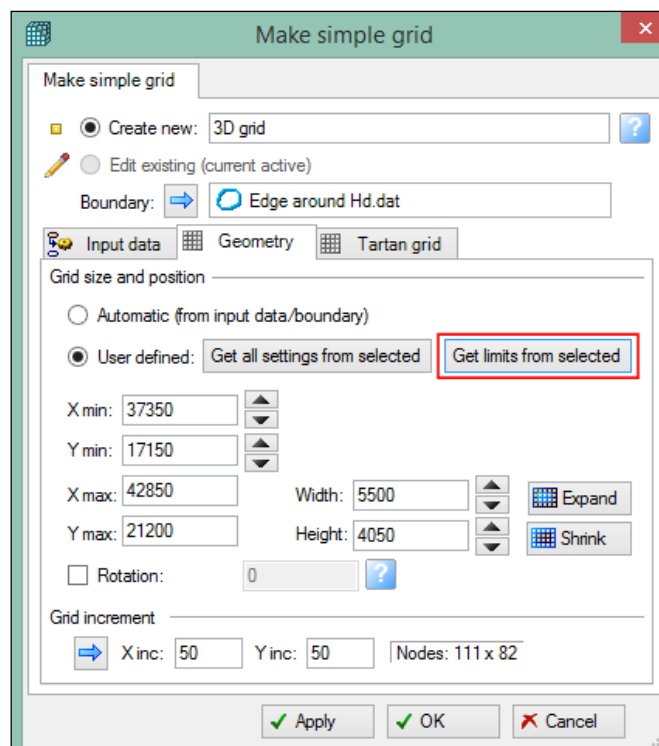 Make simple grid
Make simple grid
Create new: 3D grid ?
Edit existing (current active)
Boundary: Edge around Hd.dat
Input data Geometry Tartan grid
Grid size and position
Automatic (from input data/boundary)
User defined: Get all settings from selected Get limits from selected
X min: 37350
Y min: 17150
X max: 42850 Width: 5500 Expand
Y max: 21200 Height: 4050 Shrink
Rotation: 0 ?
Grid increment
X inc: 50 Y inc: 50 Nodes: 111 x 82
Apply OK Cancel